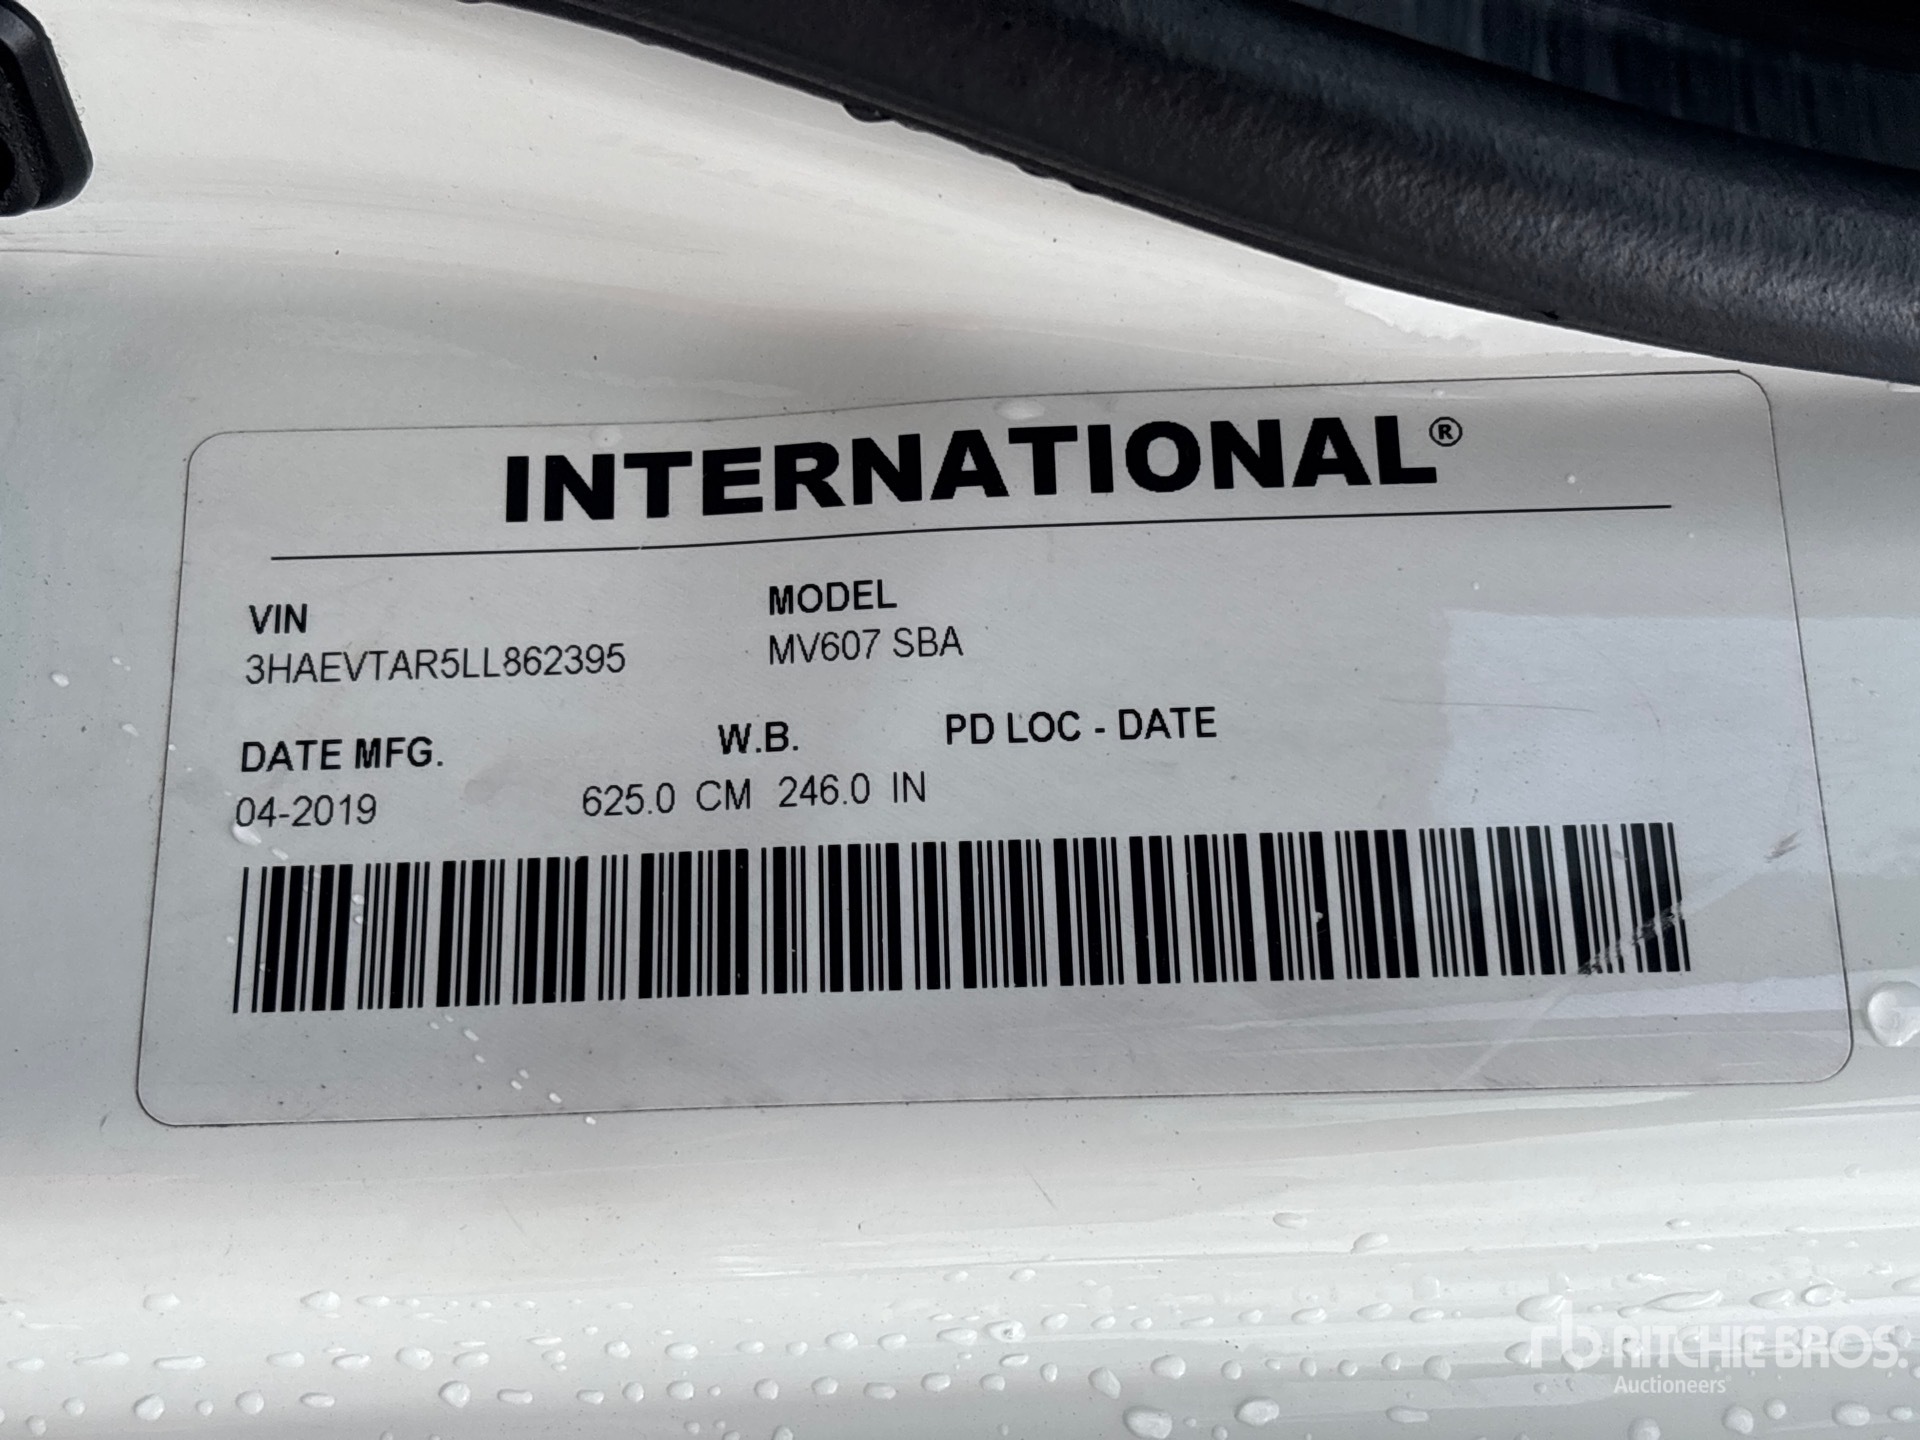 INTERNATIONAL®
VIN
3HAEVTAR5LL862395
MODEL
MV607 SBA
DATE MFG.
04-2019
W.B.
625.0 CM 246.0 IN
PD LOC - DATE
rb RITCHIE BROS.
Auctioneers